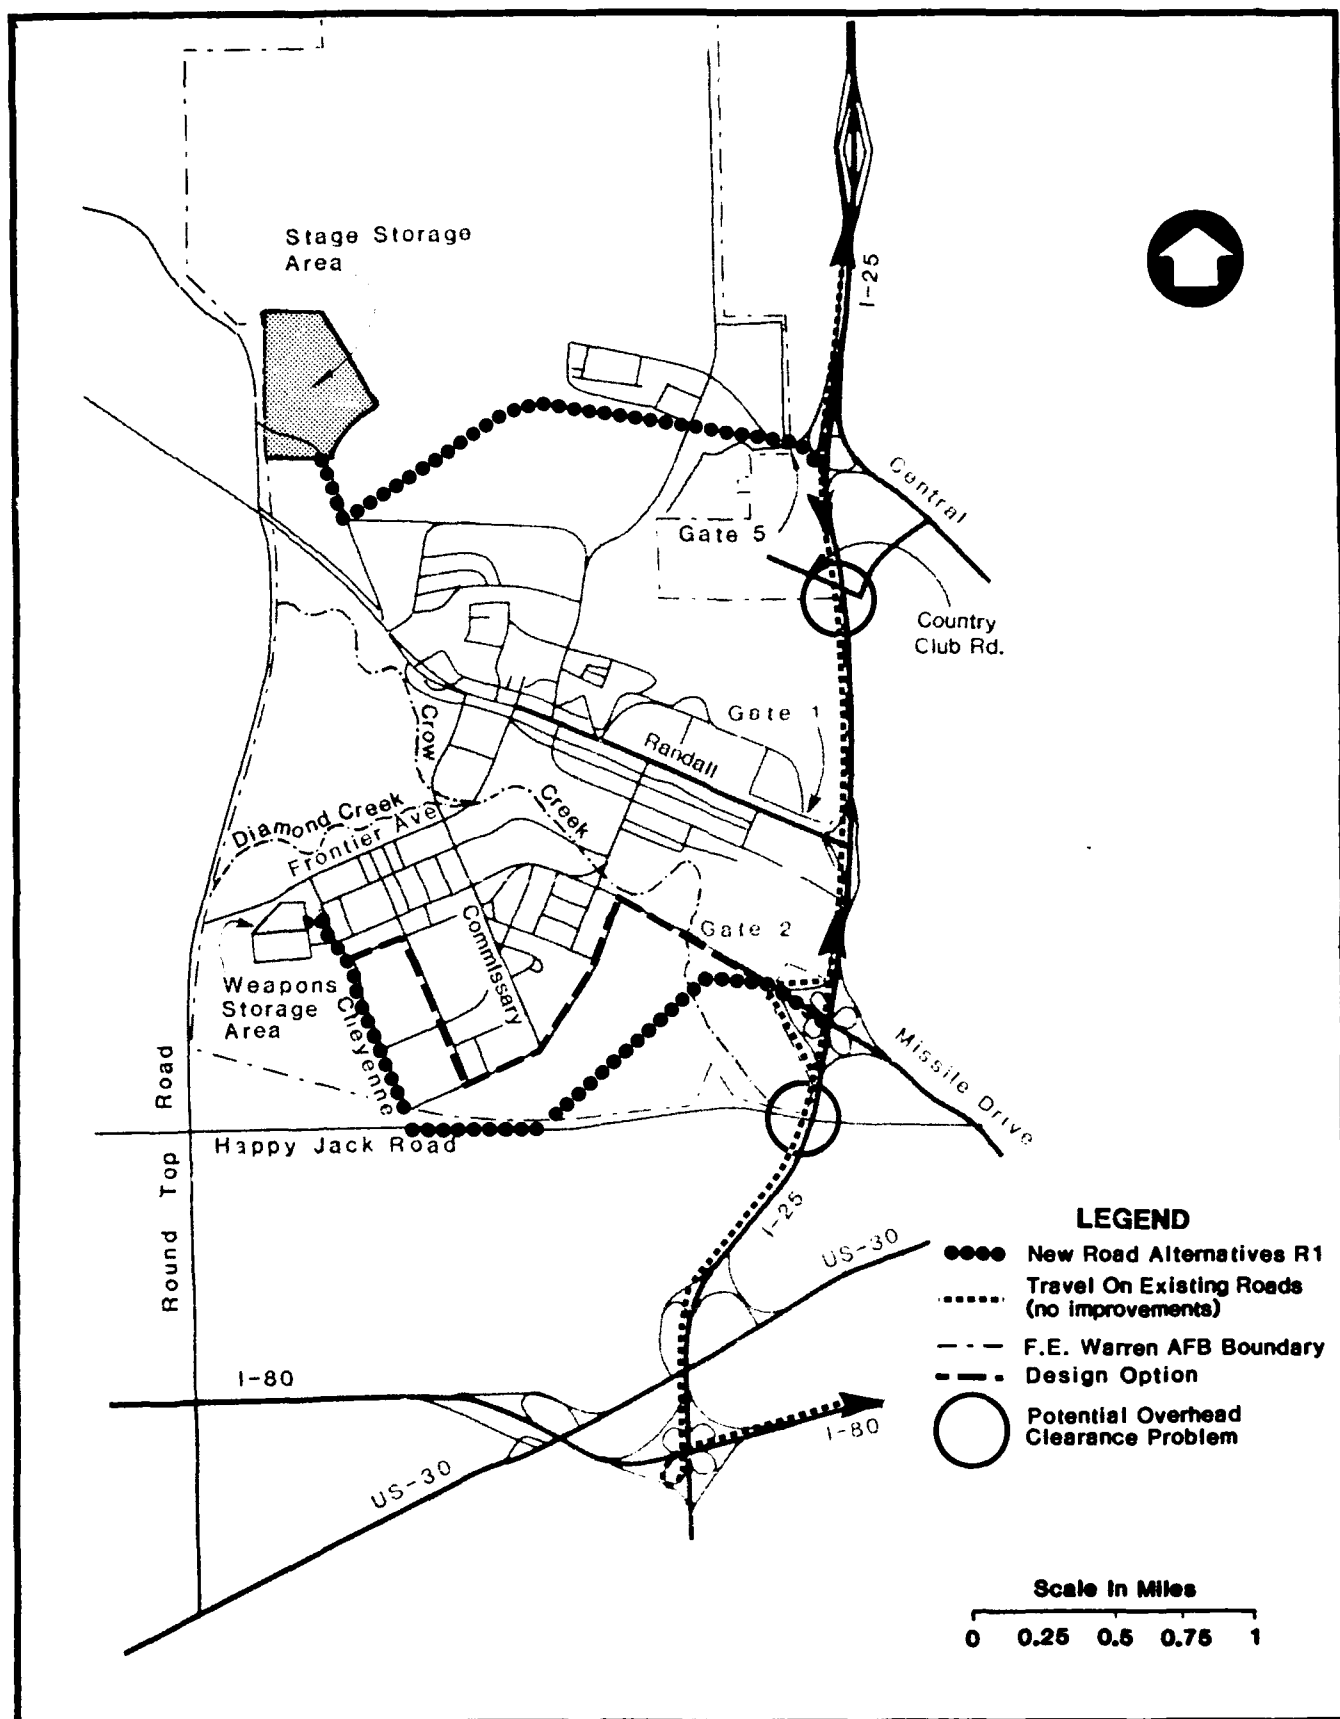 Stage Storage
Area
I-25
Central
Gate 5
Country
Club Rd.
Gate 1
Randall
Crow
Creek
Diamond Creek
Frontier Ave
Commissary
Gate 2
Weapons
Storage
Area
Cheyenne
Missile Drive
Round Top Road
Happy Jack Road
I-25
US-30
I-80
I-80
US-30
LEGEND
New Road Alternatives R1
Travel On Existing Roads
(no improvements)
F.E. Warren AFB Boundary
Design Option
Potential Overhead
Clearance Problem
Scale In Miles
0 0.25 0.5 0.75 1